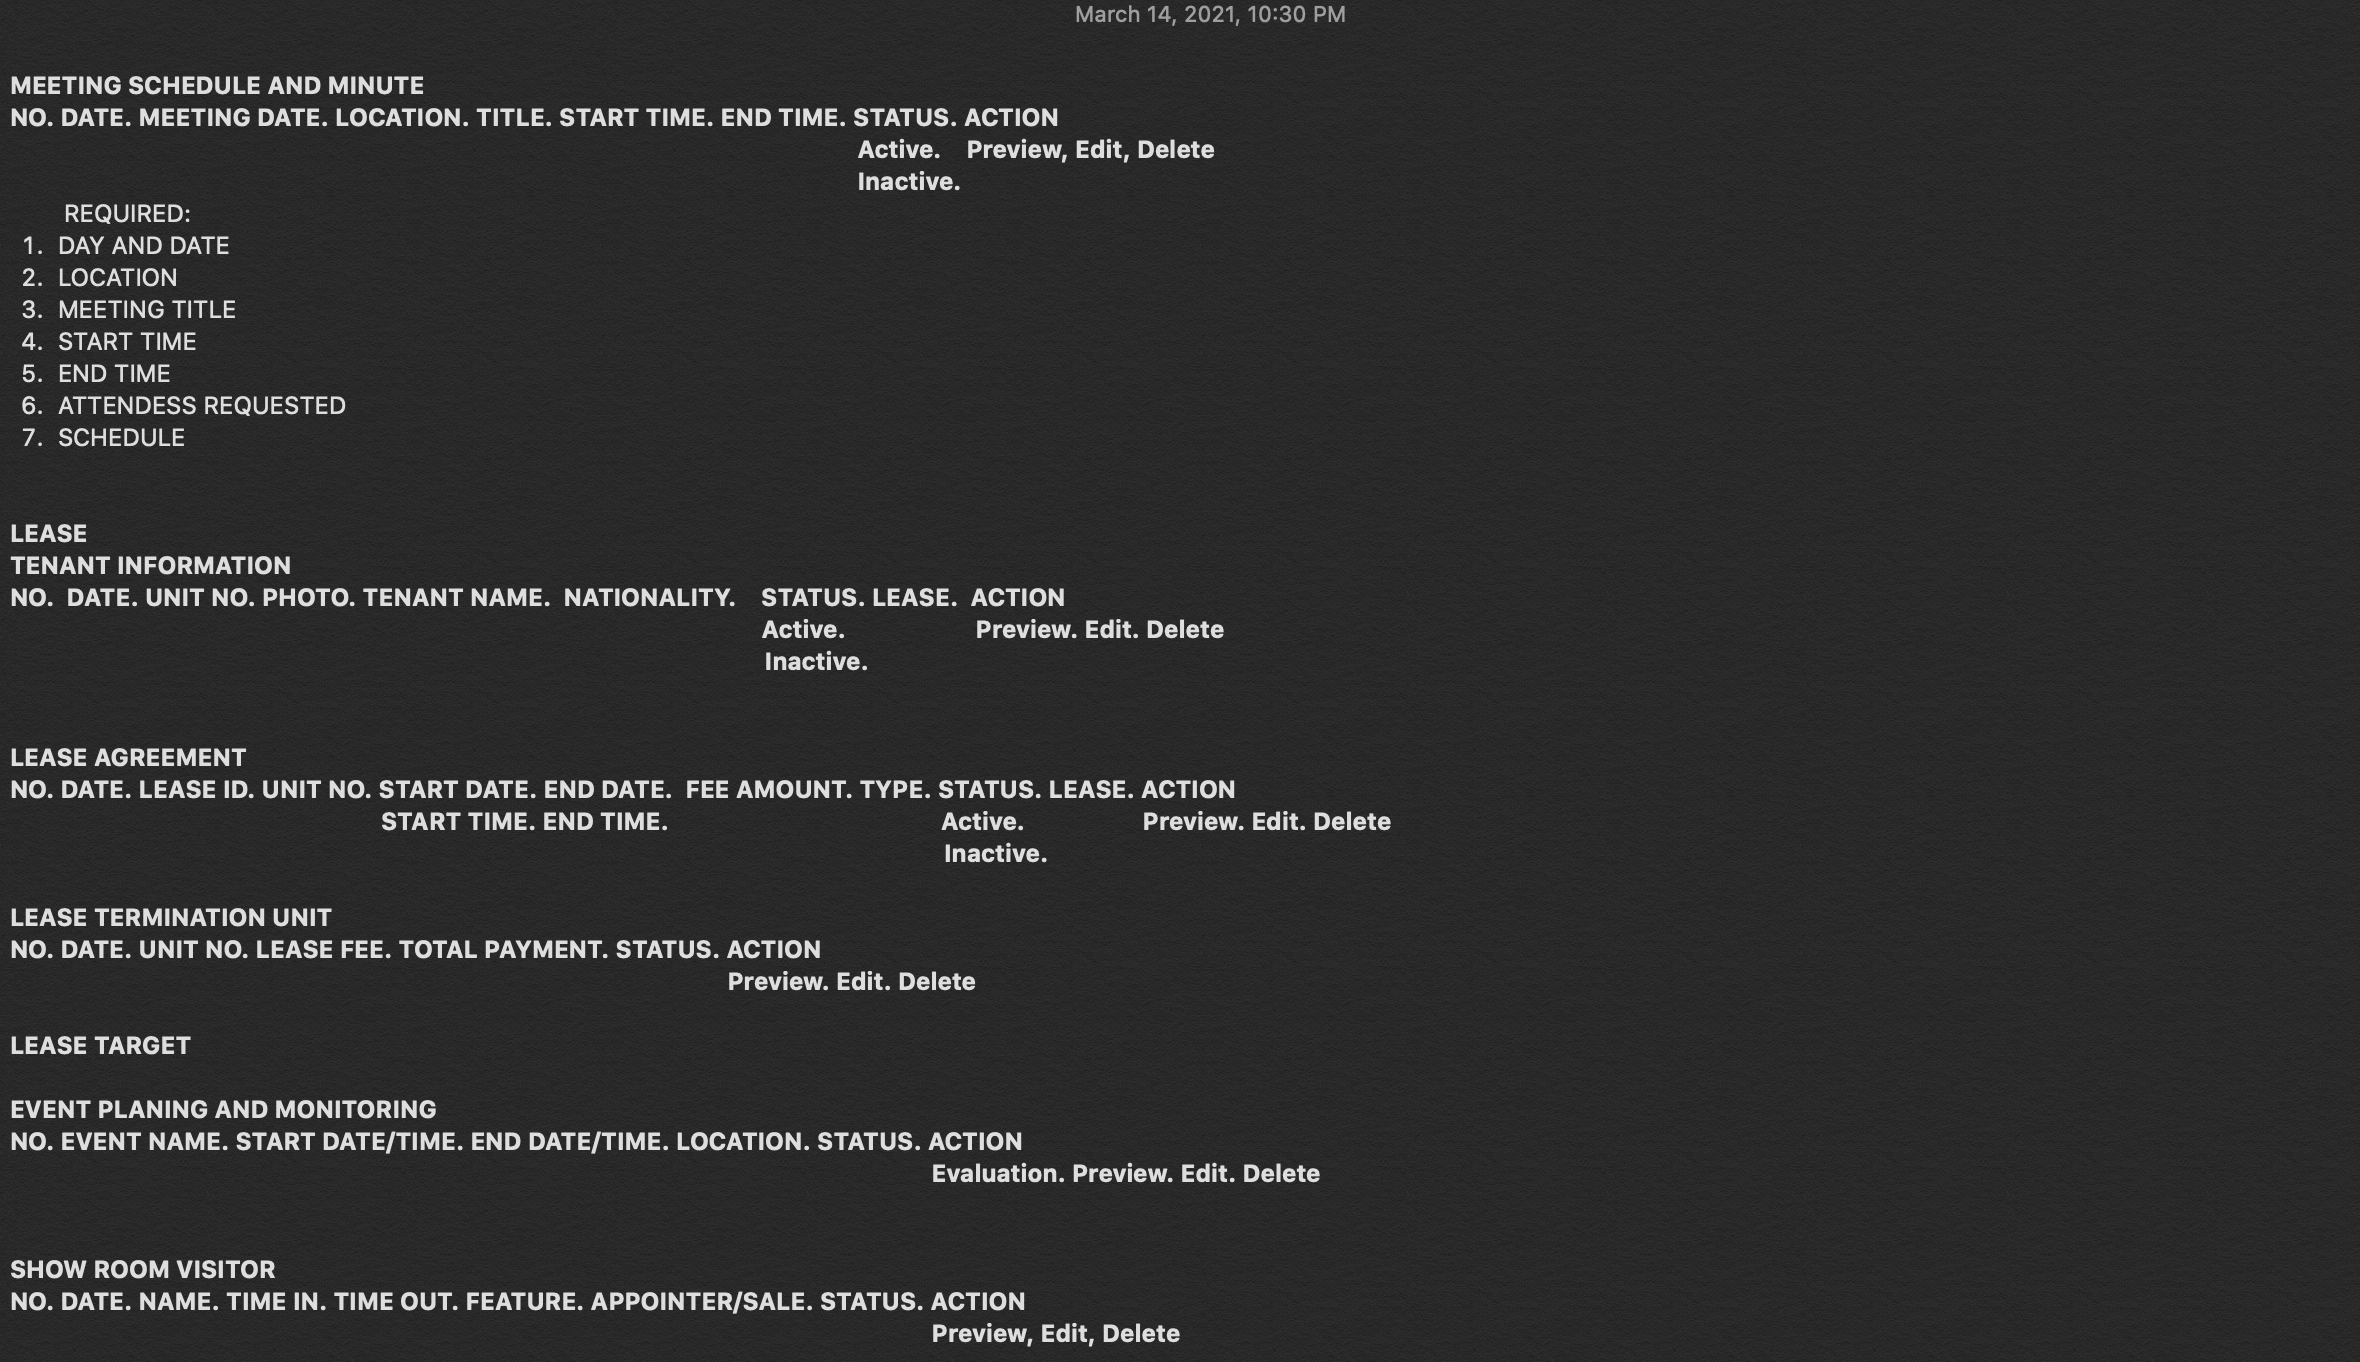 March 14, 2021, 10:30 PM
MEETING SCHEDULE AND MINUTE
NO. DATE. MEETING DATE. LOCATION. TITLE. START TIME. END TIME. STATUS. ACTION
Active. Preview, Edit, Delete
Inactive.
REQUIRED:
1. DAY AND DATE
2. LOCATION
3. MEETING TITLE
4. START TIME
5. END TIME
6. ATTENDESS REQUESTED
7. SCHEDULE
LEASE
TENANT INFORMATION
NO. DATE. UNIT NO. PHOTO. TENANT NAME. NATIONALITY. STATUS. LEASE. ACTION
Active. Preview. Edit. Delete
Inactive.
LEASE AGREEMENT
NO. DATE. LEASE ID. UNIT NO. START DATE. END DATE. FEE AMOUNT. TYPE. STATUS. LEASE. ACTION
START TIME. END TIME. Active. Preview. Edit. Delete
Inactive.
LEASE TERMINATION UNIT
NO. DATE. UNIT NO. LEASE FEE. TOTAL PAYMENT. STATUS. ACTION
Preview. Edit. Delete
LEASE TARGET
EVENT PLANING AND MONITORING
NO. EVENT NAME. START DATE/TIME. END DATE/TIME. LOCATION. STATUS. ACTION
Evaluation. Preview. Edit. Delete
SHOW ROOM VISITOR
NO. DATE. NAME. TIME IN. TIME OUT. FEATURE. APPOINTER/SALE. STATUS. ACTION
Preview, Edit, Delete